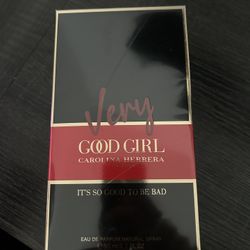 Very
GOOD GIRL
CAROLINA HERRERA
IT'S SO GOOD TO BE BAD
EAU DE PARFUM NATURAL SPRAY